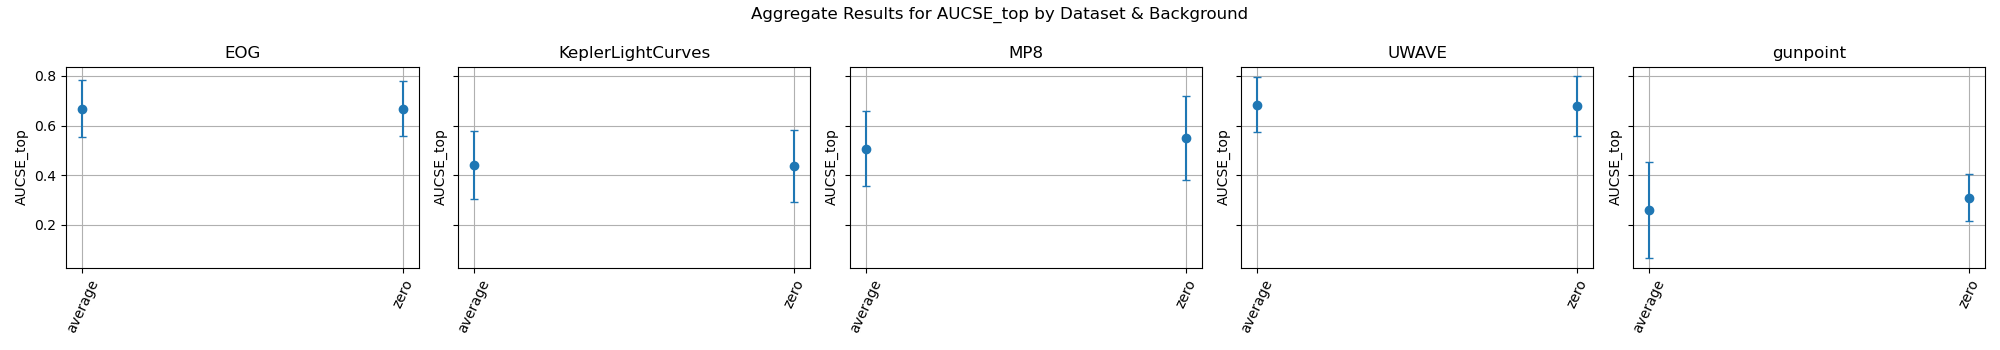 Aggregate Results for AUCSE_top by Dataset & Background
EOG
AUCSE_top
0.8
0.6
0.4
0.2
average
zero
KeplerLightCurves
AUCSE_top
average
zero
MP8
AUCSE_top
average
zero
UWAVE
AUCSE_top
average
zero
gunpoint
AUCSE_top
average
zero